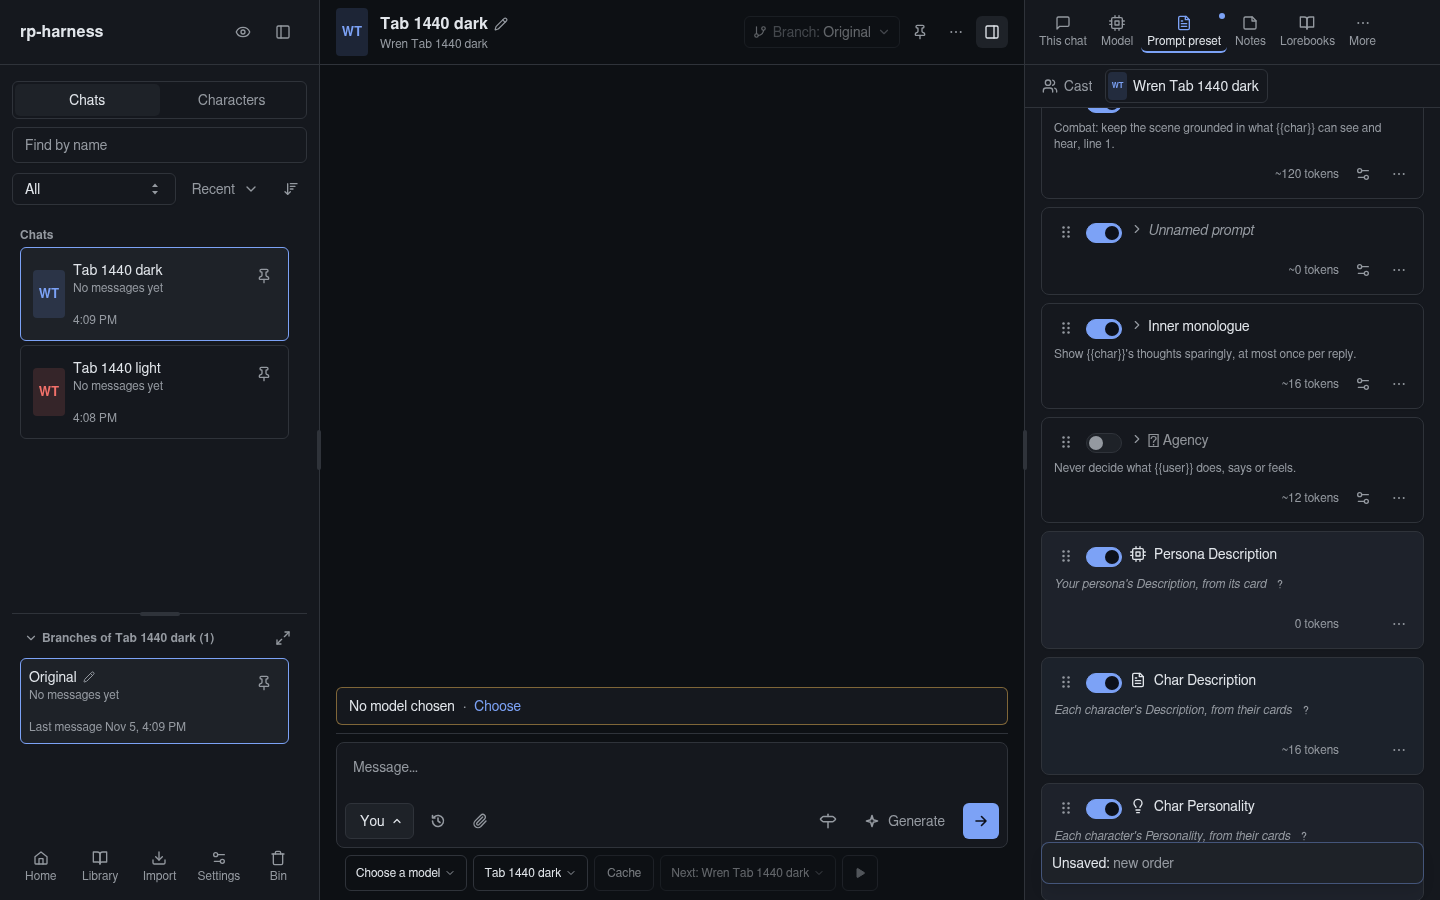 rp-harness
Chats
Characters
Find by name
All
Recent
Chats
WT
Tab 1440 dark
No messages yet
4:09 PM
WT
Tab 1440 light
No messages yet
4:08 PM
Branches of Tab 1440 dark (1)
Original
No messages yet
Last message Nov 5, 4:09 PM
Home
Library
Import
Settings
Bin
WT
Tab 1440 dark
Wren Tab 1440 dark
Branch: Original
No model chosen · Choose
Message...
You
Generate
Choose a model
Tab 1440 dark
Cache
Next: Wren Tab 1440 dark
This chat
Model
Prompt preset
Notes
Lorebooks
More
Cast
WT
Wren Tab 1440 dark
Combat: keep the scene grounded in what {{char}} can see and
hear, line 1.
~120 tokens
Unnamed prompt
~0 tokens
Inner monologue
Show {{char}}'s thoughts sparingly, at most once per reply.
~16 tokens
Agency
Never decide what {{user}} does, says or feels.
~12 tokens
Persona Description
Your persona's Description, from its card ?
0 tokens
Char Description
Each character's Description, from their cards ?
~16 tokens
Char Personality
Each character's Personality, from their cards ?
Unsaved: new order